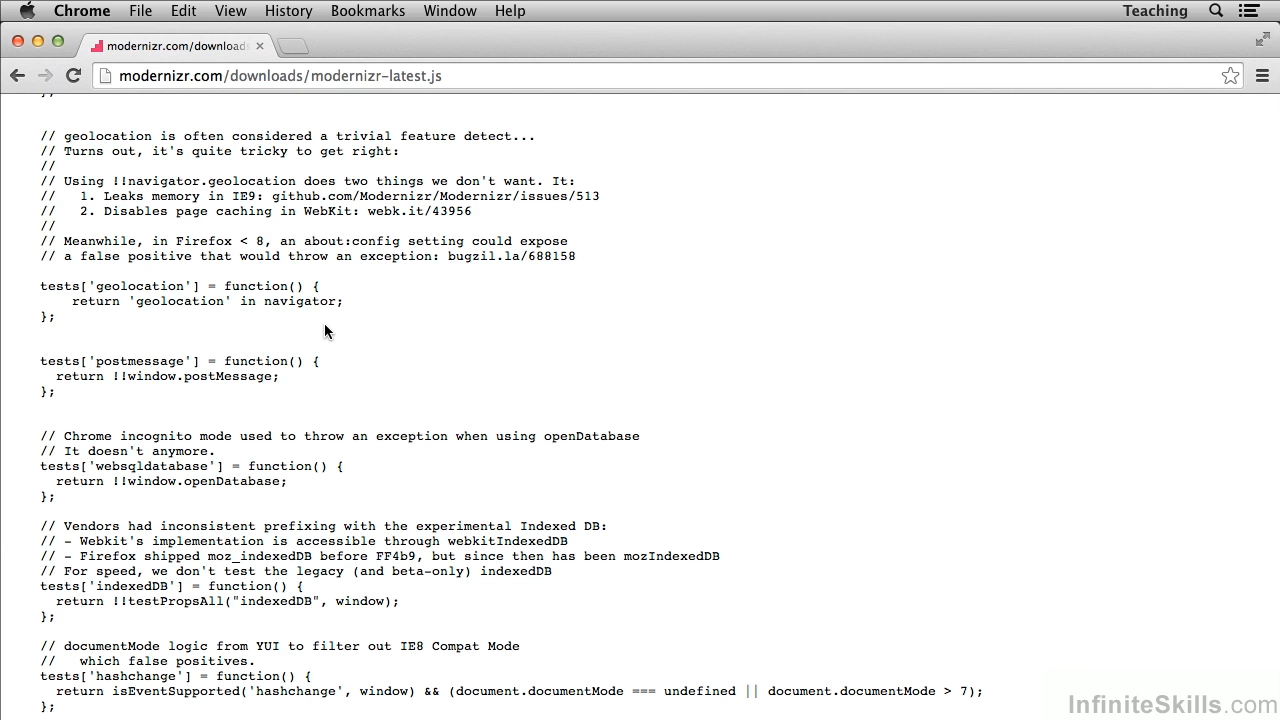 Chrome File Edit View History Bookmarks Window Help Teaching
modernizr.com/downloads
modernizr.com/downloads/modernizr-latest.js
};
// geolocation is often considered a trivial feature detect...
// Turns out, it's quite tricky to get right:
//
// Using !!navigator.geolocation does two things we don't want. It:
//   1. Leaks memory in IE9: github.com/Modernizr/Modernizr/issues/513
//   2. Disables page caching in WebKit: webk.it/43956
//
// Meanwhile, in Firefox < 8, an about:config setting could expose
// a false positive that would throw an exception: bugzil.la/688158
tests['geolocation'] = function() {
    return 'geolocation' in navigator;
};
tests['postmessage'] = function() {
  return !!window.postMessage;
};
// Chrome incognito mode used to throw an exception when using openDatabase
// It doesn't anymore.
tests['websqldatabase'] = function() {
  return !!window.openDatabase;
};
// Vendors had inconsistent prefixing with the experimental Indexed DB:
// - Webkit's implementation is accessible through webkitIndexedDB
// - Firefox shipped moz_indexedDB before FF4b9, but since then has been mozIndexedDB
// For speed, we don't test the legacy (and beta-only) indexedDB
tests['indexedDB'] = function() {
  return !!testPropsAll("indexedDB", window);
};
// documentMode logic from YUI to filter out IE8 Compat Mode
//   which false positives.
tests['hashchange'] = function() {
  return isEventSupported('hashchange', window) && (document.documentMode === undefined || document.documentMode > 7);
};
InfiniteSkills.com